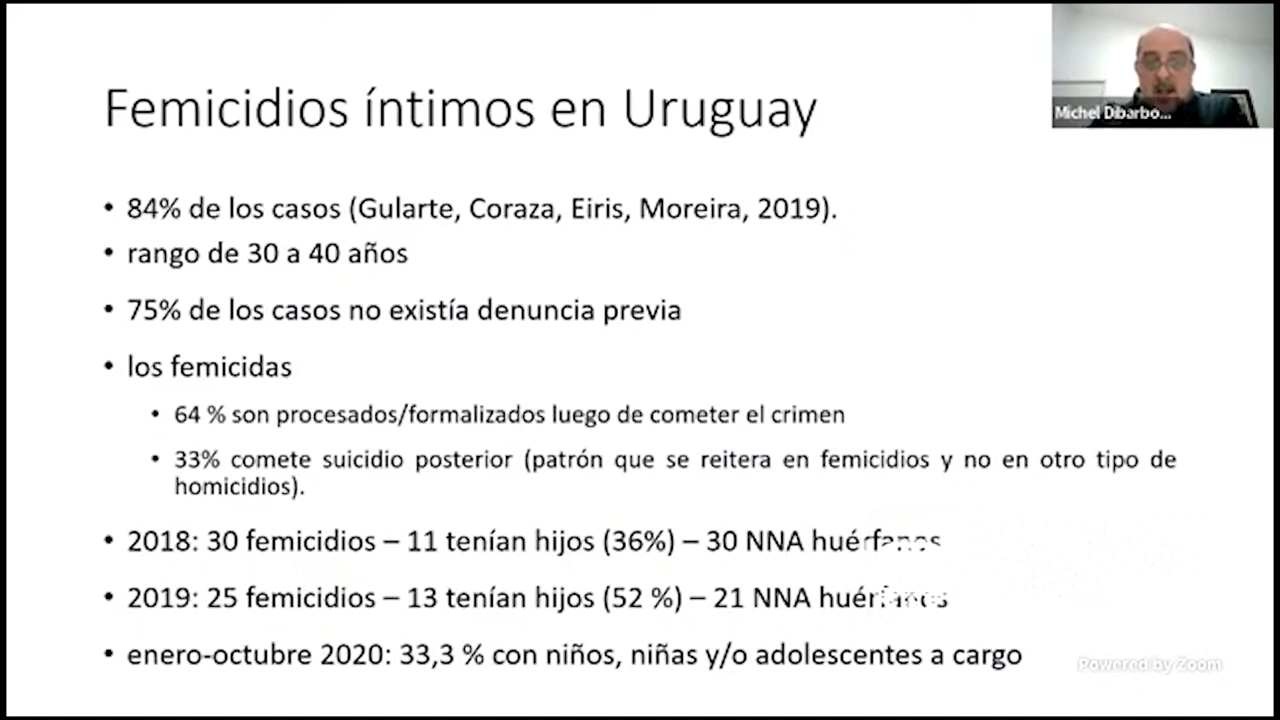 Femicidios íntimos en Uruguay
Michel Dibarbo...
• 84% de los casos (Gularte, Coraza, Eiris, Moreira, 2019).
• rango de 30 a 40 años
• 75% de los casos no existía denuncia previa
• los femicidas
• 64 % son procesados/formalizados luego de cometer el crimen
• 33% comete suicidio posterior (patrón que se reitera en femicidios y no en otro tipo de
homicidios).
• 2018: 30 femicidios – 11 tenían hijos (36%) – 30 NNA huérfanos
• 2019: 25 femicidios – 13 tenían hijos (52 %) – 21 NNA huérfanos
• enero-octubre 2020: 33,3 % con niños, niñas y/o adolescentes a cargo
Powered by Zoom